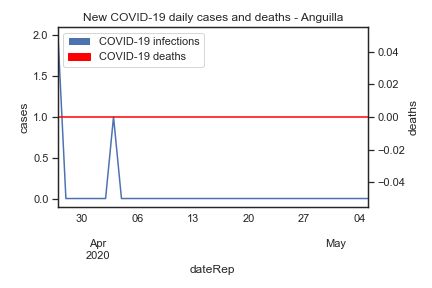 New COVID-19 daily cases and deaths - Anguilla
COVID-19 infections
COVID-19 deaths
2.0
1.5
1.0
0.5
0.0
cases
0.04
0.02
0.00
−0.02
−0.04
deaths
30 06 13 20 27 04
Apr May
2020
dateRep